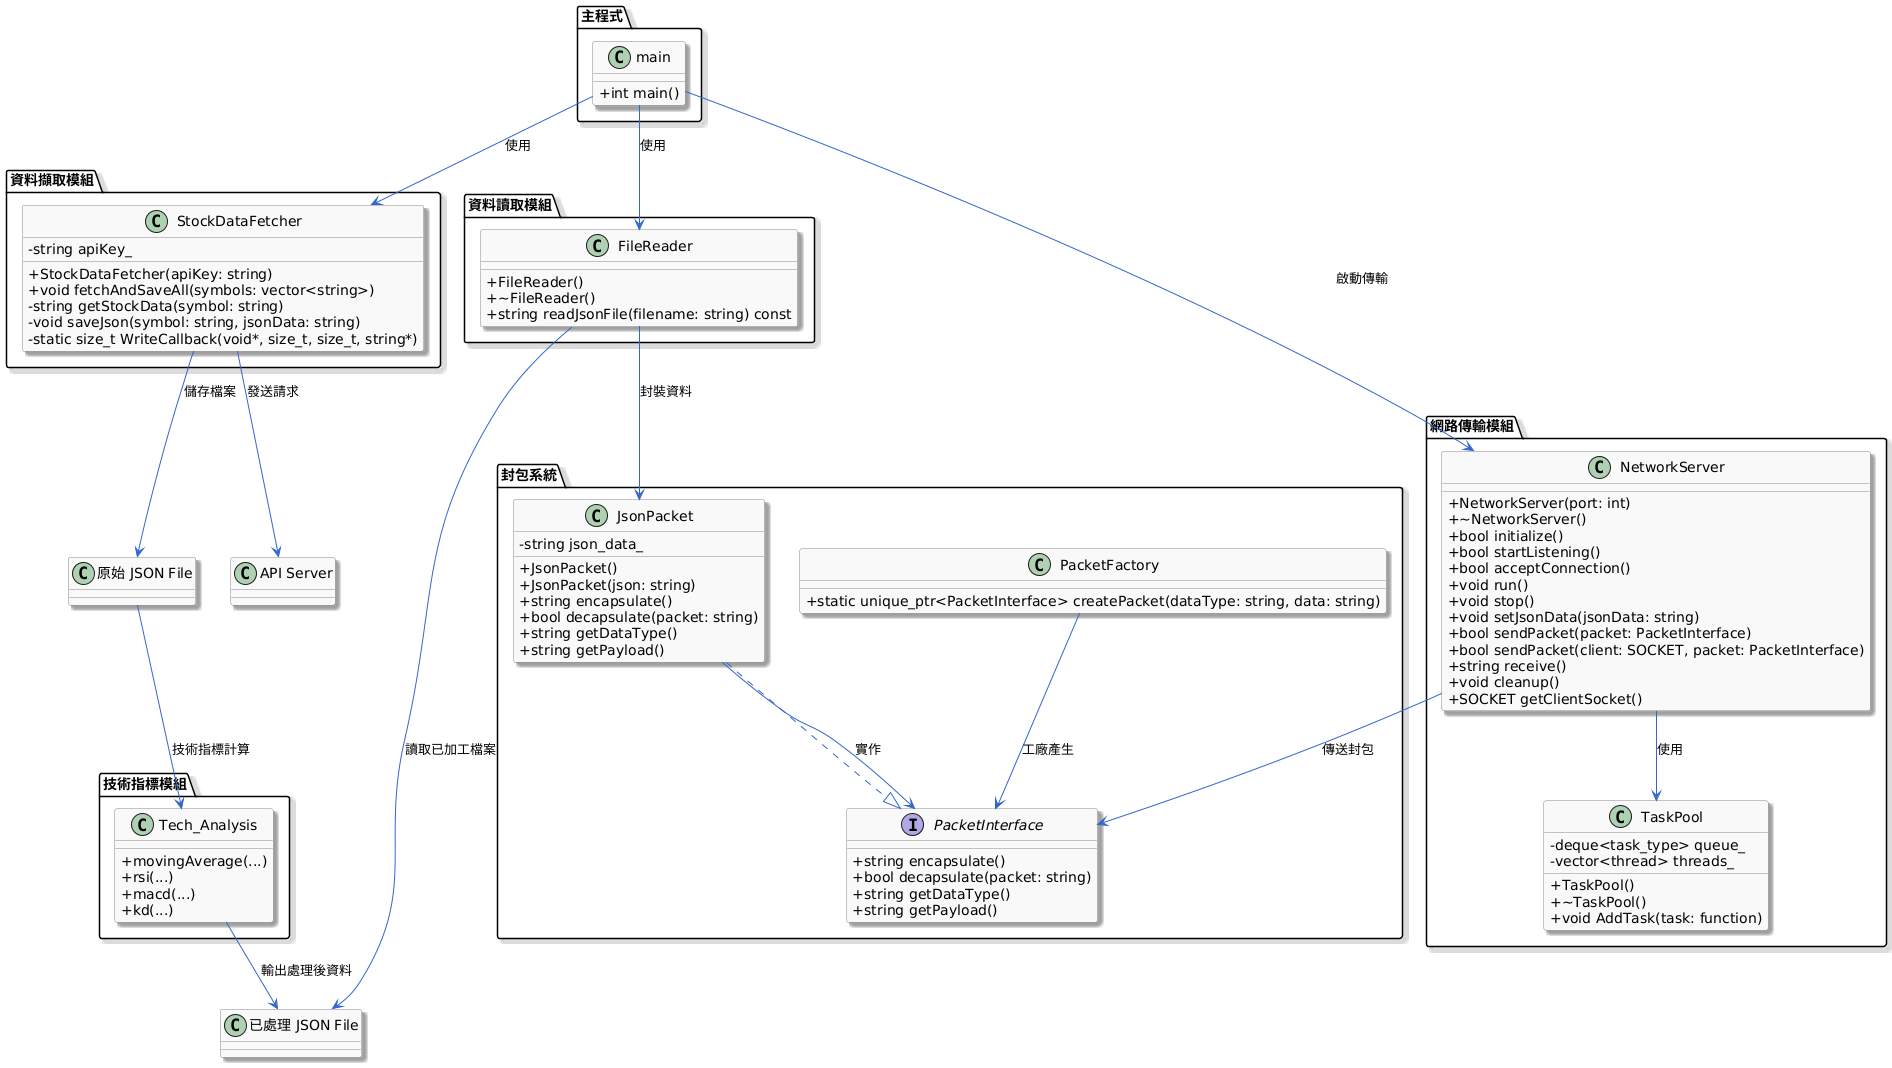 主程式
C main
+int main()
使用
使用
啟動傳輸
資料擷取模組
C StockDataFetcher
-string apiKey_
+StockDataFetcher(apiKey: string)
+void fetchAndSaveAll(symbols: vector<string>)
-string getStockData(symbol: string)
-void saveJson(symbol: string, jsonData: string)
-static size_t WriteCallback(void*, size_t, size_t, string*)
資料讀取模組
C FileReader
+FileReader()
+~FileReader()
+string readJsonFile(filename: string) const
儲存檔案
發送請求
封裝資料
網路傳輸模組
C NetworkServer
+NetworkServer(port: int)
+~NetworkServer()
+bool initialize()
+bool startListening()
+bool acceptConnection()
+void run()
+void stop()
+void setJsonData(jsonData: string)
+bool sendPacket(packet: PacketInterface)
+bool sendPacket(client: SOCKET, packet: PacketInterface)
+string receive()
+void cleanup()
+SOCKET getClientSocket()
封包系統
C JsonPacket
-string json_data_
+JsonPacket()
+JsonPacket(json: string)
+string encapsulate()
+bool decapsulate(packet: string)
+string getDataType()
+string getPayload()
C PacketFactory
+static unique_ptr<PacketInterface> createPacket(dataType: string, data: string)
C 原始 JSON File
C API Server
技術指標計算
讀取已加工檔案
實作
工廠產生
傳送封包
使用
技術指標模組
C Tech_Analysis
+movingAverage(...)
+rsi(...)
+macd(...)
+kd(...)
I PacketInterface
+string encapsulate()
+bool decapsulate(packet: string)
+string getDataType()
+string getPayload()
C TaskPool
-deque<task_type> queue_
-vector<thread> threads_
+TaskPool()
+~TaskPool()
+void AddTask(task: function)
輸出處理後資料
C 已處理 JSON File